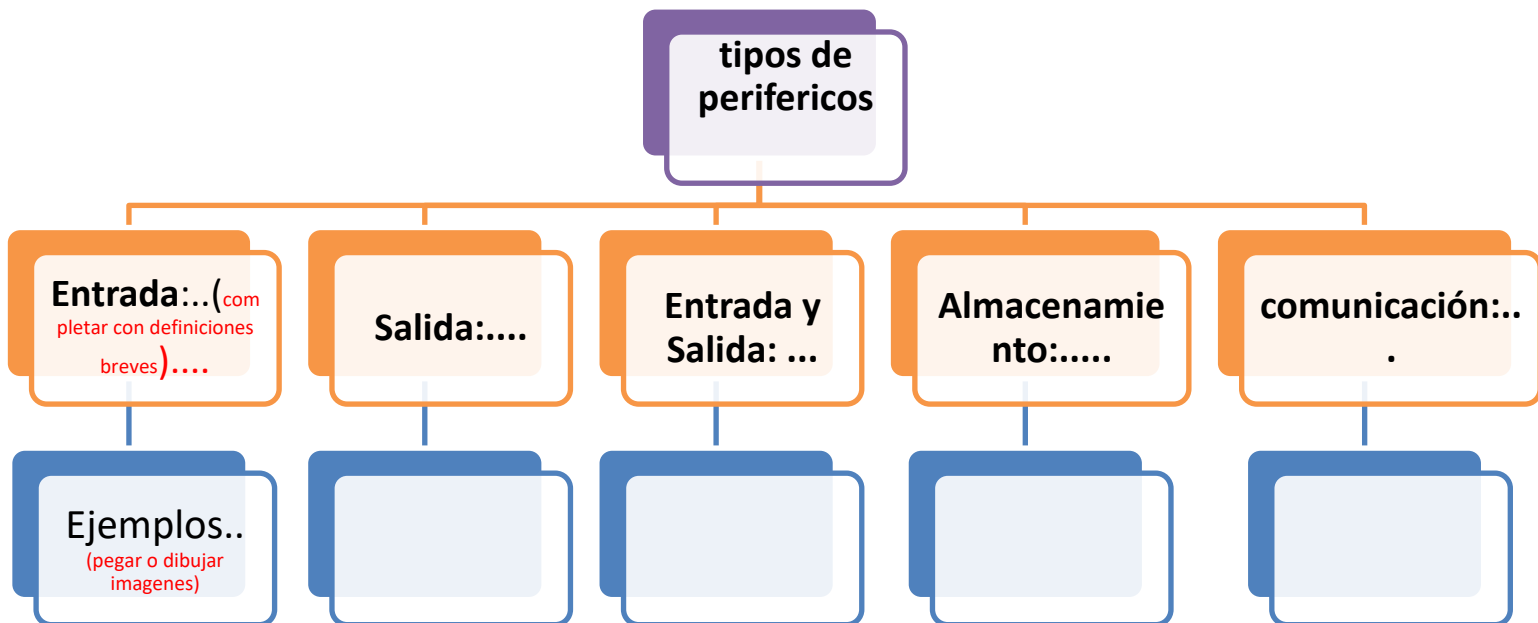 tipos de
perifericos
Entrada:..(com
pletar con definiciones
breves)....
Salida:....
Entrada y
Salida: ...
Almacenamie
nto:.....
comunicación:..
.
Ejemplos..
(pegar o dibujar
imagenes)